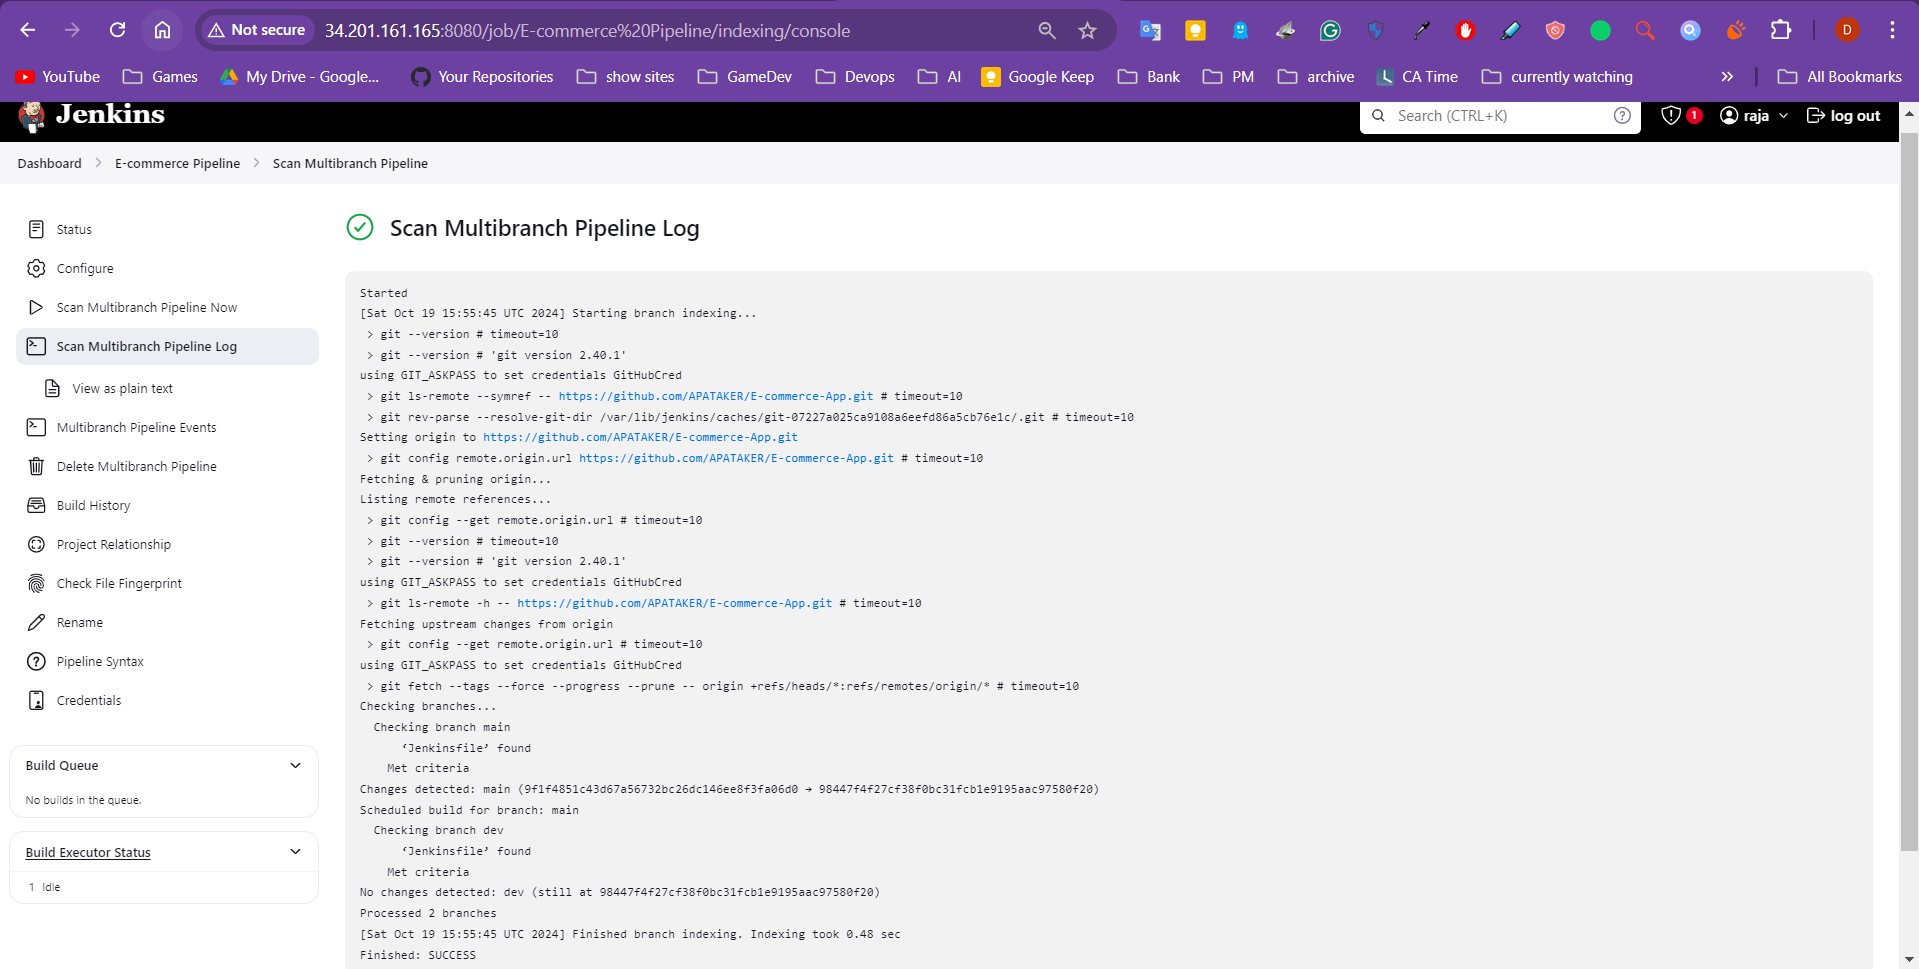 Not secure
34.201.161.165:8080/job/E-commerce%20Pipeline/indexing/console
D
YouTube
Games
My Drive - Google...
Your Repositories
show sites
GameDev
Devops
AI
Google Keep
Bank
PM
archive
CA Time
currently watching
All Bookmarks
Jenkins
Search (CTRL+K)
1
raja
log out
Dashboard
E-commerce Pipeline
Scan Multibranch Pipeline
Status
Configure
Scan Multibranch Pipeline Now
Scan Multibranch Pipeline Log
View as plain text
Multibranch Pipeline Events
Delete Multibranch Pipeline
Build History
Project Relationship
Check File Fingerprint
Rename
Pipeline Syntax
Credentials
Build Queue
No builds in the queue.
Build Executor Status
1 Idle
Scan Multibranch Pipeline Log
Started
[Sat Oct 19 15:55:45 UTC 2024] Starting branch indexing...
> git --version # timeout=10
> git --version # 'git version 2.40.1'
using GIT_ASKPASS to set credentials GitHubCred
> git ls-remote --symref -- https://github.com/APATAKER/E-commerce-App.git # timeout=10
> git rev-parse --resolve-git-dir /var/lib/jenkins/caches/git-07227a025ca9108a6eefd86a5cb76e1c/.git # timeout=10
Setting origin to https://github.com/APATAKER/E-commerce-App.git
> git config remote.origin.url https://github.com/APATAKER/E-commerce-App.git # timeout=10
Fetching & pruning origin...
Listing remote references...
> git config --get remote.origin.url # timeout=10
> git --version # timeout=10
> git --version # 'git version 2.40.1'
using GIT_ASKPASS to set credentials GitHubCred
> git ls-remote -h -- https://github.com/APATAKER/E-commerce-App.git # timeout=10
Fetching upstream changes from origin
> git config --get remote.origin.url # timeout=10
using GIT_ASKPASS to set credentials GitHubCred
> git fetch --tags --force --progress --prune -- origin +refs/heads/*:refs/remotes/origin/* # timeout=10
Checking branches...
Checking branch main
‘Jenkinsfile’ found
Met criteria
Changes detected: main (9f1f4851c43d67a56732bc26dc146ee8f3fa06d0 → 98447f4f27cf38f0bc31fcb1e9195aac97580f20)
Scheduled build for branch: main
Checking branch dev
‘Jenkinsfile’ found
Met criteria
No changes detected: dev (still at 98447f4f27cf38f0bc31fcb1e9195aac97580f20)
Processed 2 branches
[Sat Oct 19 15:55:45 UTC 2024] Finished branch indexing. Indexing took 0.48 sec
Finished: SUCCESS